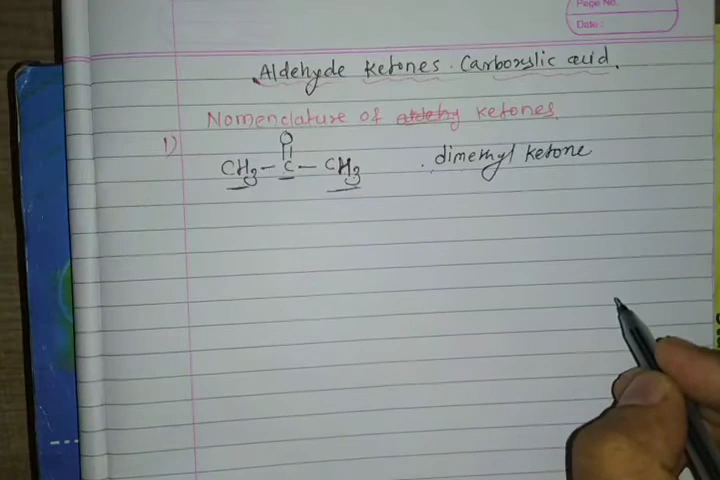 Page No.
Date:
Aldehyde ketones. Carboxylic acid.
Nomenclature of ketones.
1)
O
CH3 - C - CH3 . dimethyl ketone